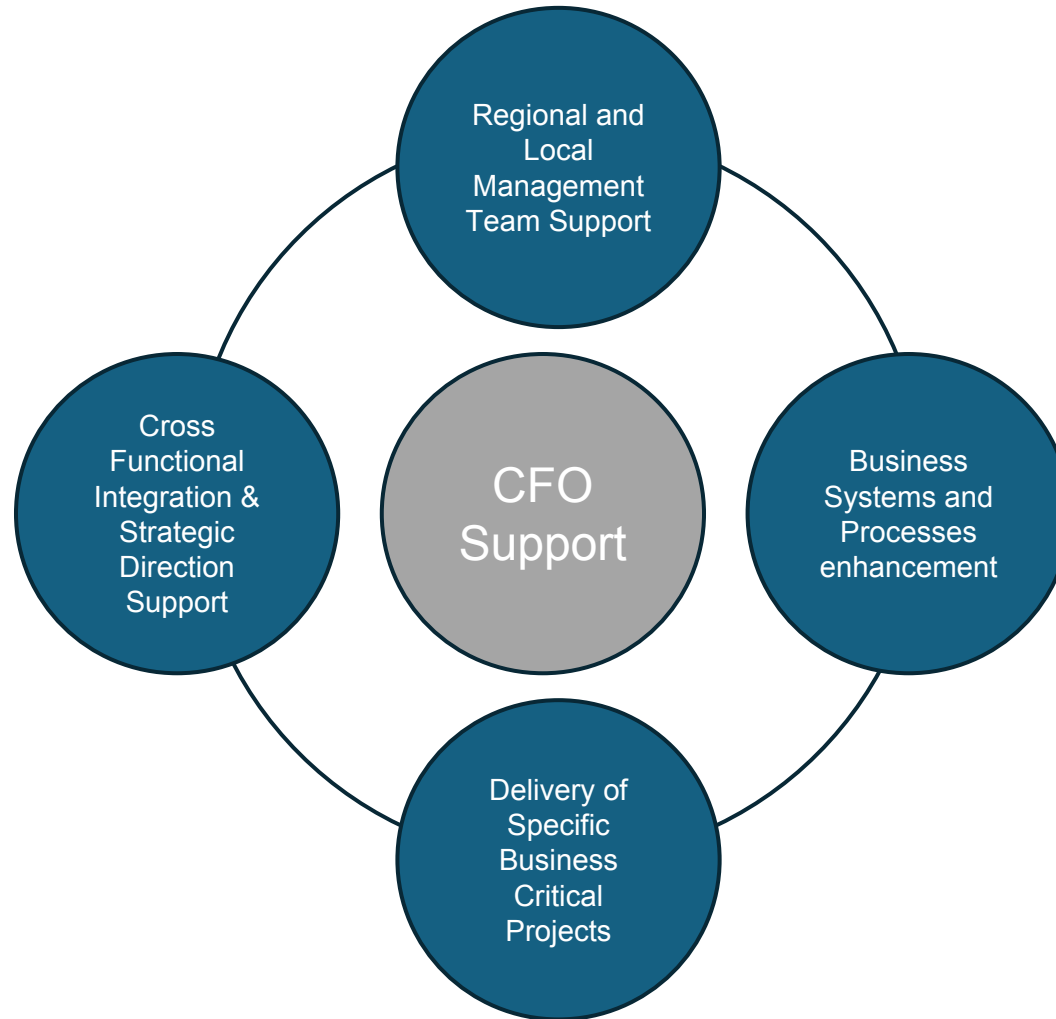 Regional and
Local
Management
Team Support
Cross
Functional
Integration &
Strategic
Direction
Support
CFO
Support
Business
Systems and
Processes
enhancement
Delivery of
Specific
Business
Critical
Projects